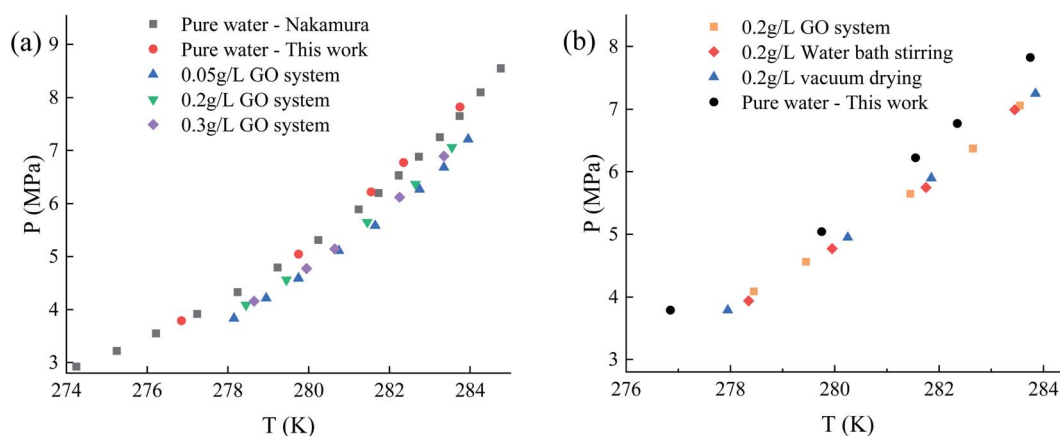 (a)
Pure water - Nakamura
Pure water - This work
0.05g/L GO system
0.2g/L GO system
0.3g/L GO system
P (MPa)
9
8
7
6
5
4
3
274
276
278
280
282
284
T (K)
(b)
0.2g/L GO system
0.2g/L Water bath stirring
0.2g/L vacuum drying
Pure water - This work
P (MPa)
8
7
6
5
4
3
276
278
280
282
284
T (K)